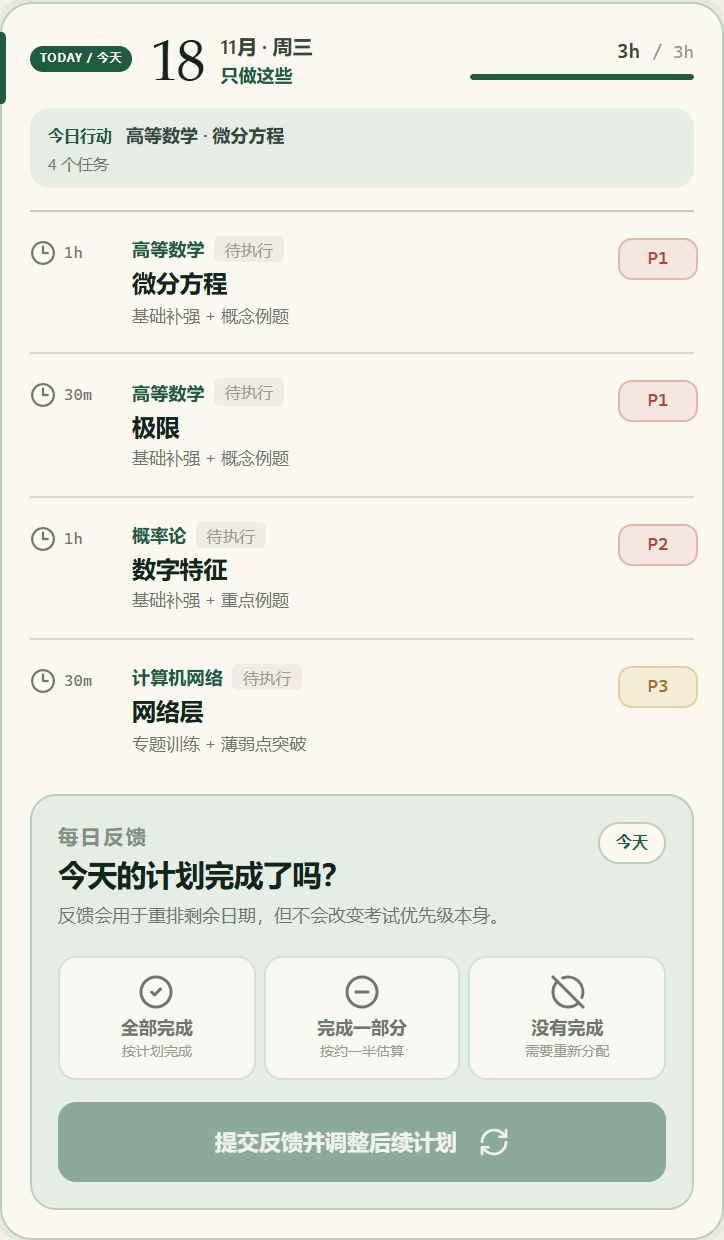 TODAY / 今天
18
11月 · 周三
只做这些
3h / 3h
今日行动 高等数学 · 微分方程
4 个任务
1h
高等数学 待执行
微分方程
基础补强 + 概念例题
P1
30m
高等数学 待执行
极限
基础补强 + 概念例题
P1
1h
概率论 待执行
数字特征
基础补强 + 重点例题
P2
30m
计算机网络 待执行
网络层
专题训练 + 薄弱点突破
P3
每日反馈
今天
今天的计划完成了吗?
反馈会用于重排剩余日期，但不会改变考试优先级本身。
全部完成
按计划完成
完成一部分
按约一半估算
没有完成
需要重新分配
提交反馈并调整后续计划